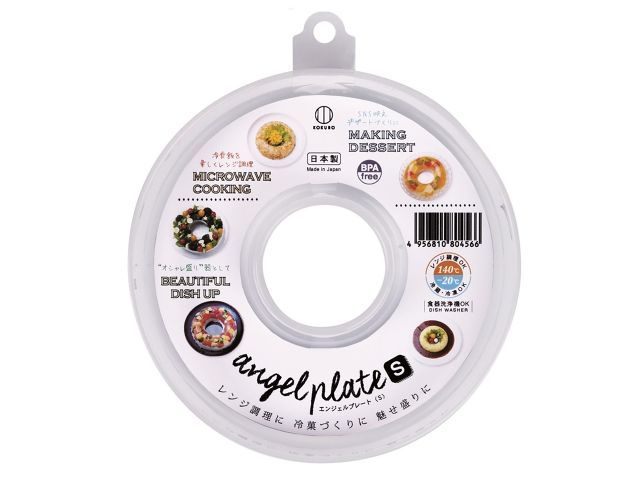 KOKUBO
日本製
Made in Japan
BPA
free
SNS映え
デザートづくりに
MAKING
DESSERT
冷食飯を
楽しくレンジ調理
MICROWAVE
COOKING
"オシャレ盛り"器として
BEAUTIFUL
DISH UP
4 956810 804566
レンジ調理OK
140℃
-20℃
冷蔵・冷凍OK
食器洗浄機OK
DISH WASHER
angel plate S
エンジェルプレート（S）
レンジ調理に 冷菓づくりに 魅せ盛りに